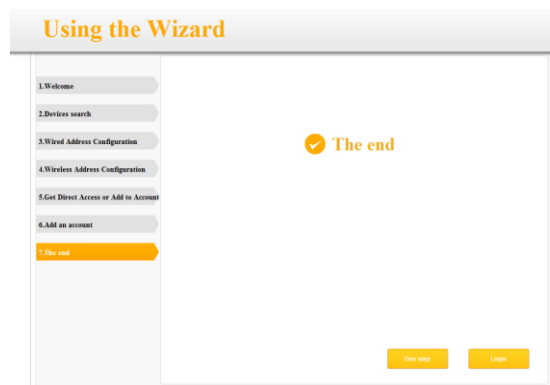 Using the Wizard
1.Welcome
2.Devices search
3.Wired Address Configuration
4.Wireless Address Configuration
5.Get Direct Access or Add to Account
6.Add an account
7.The end
The end
One step
Login